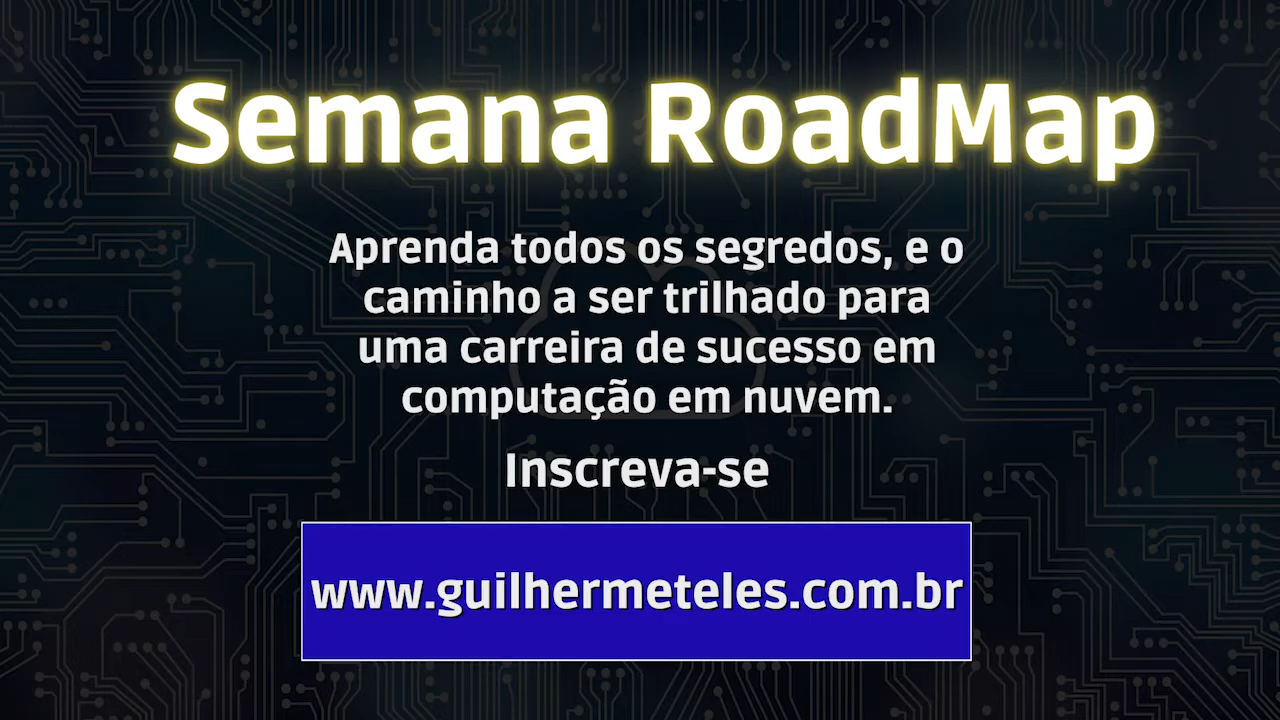 Semana RoadMap
Aprenda todos os segredos, e o
caminho a ser trilhado para
uma carreira de sucesso em
computação em nuvem.
Inscreva-se
www.guilhermeteles.com.br